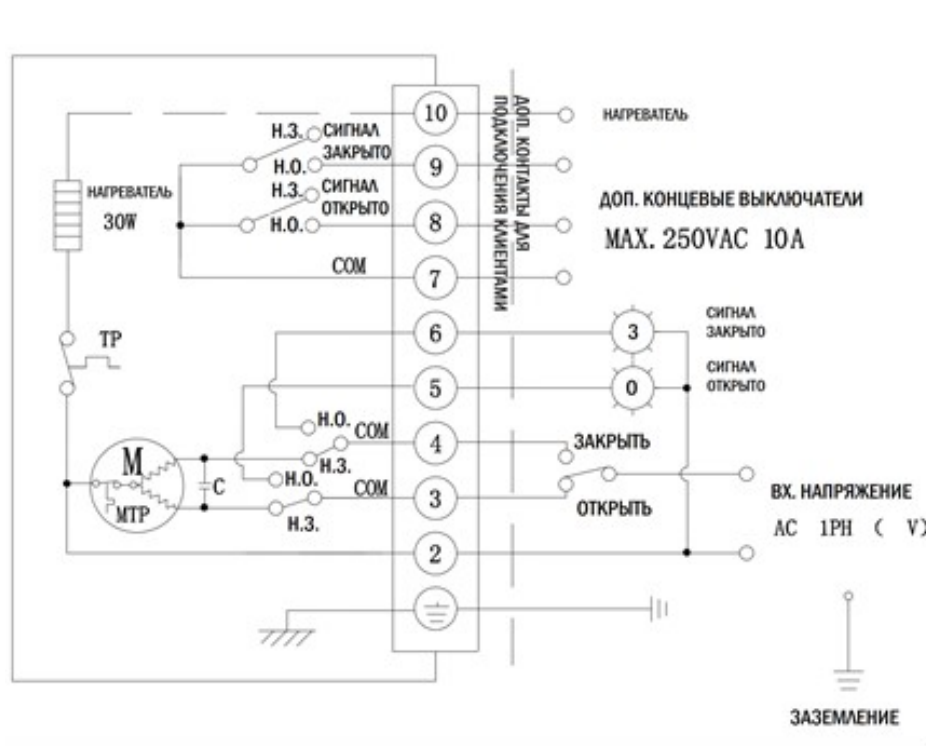 10
НАГРЕВАТЕЛЬ
Н.З. СИГНАЛ
ЗАКРЫТО
Н.О.
9
Н.З. СИГНАЛ
ОТКРЫТО
Н.О.
8
НАГРЕВАТЕЛЬ
30W
ДОП. КОНТАКТЫ ДЛЯ
ПОДКЛЮЧЕНИЯ КЛИЕНТАМИ
ДОП. КОНЦЕВЫЕ ВЫКЛЮЧАТЕЛИ
MAX. 250VAC 10A
COM
7
6
3
СИГНАЛ
ЗАКРЫТО
TP
5
0
СИГНАЛ
ОТКРЫТО
Н.О.
COM
4
ЗАКРЫТЬ
Н.З.
M
MTP
C
Н.О.
COM
3
Н.З.
ОТКРЫТЬ
ВХ. НАПРЯЖЕНИЕ
AC 1PH ( V)
2
ЗАЗЕМЛЕНИЕ